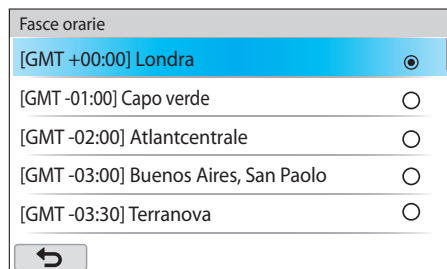 Fasce orarie
[GMT +00:00] Londra
[GMT -01:00] Capo verde
[GMT -02:00] Atlantcentrale
[GMT -03:00] Buenos Aires, San Paolo
[GMT -03:30] Terranova